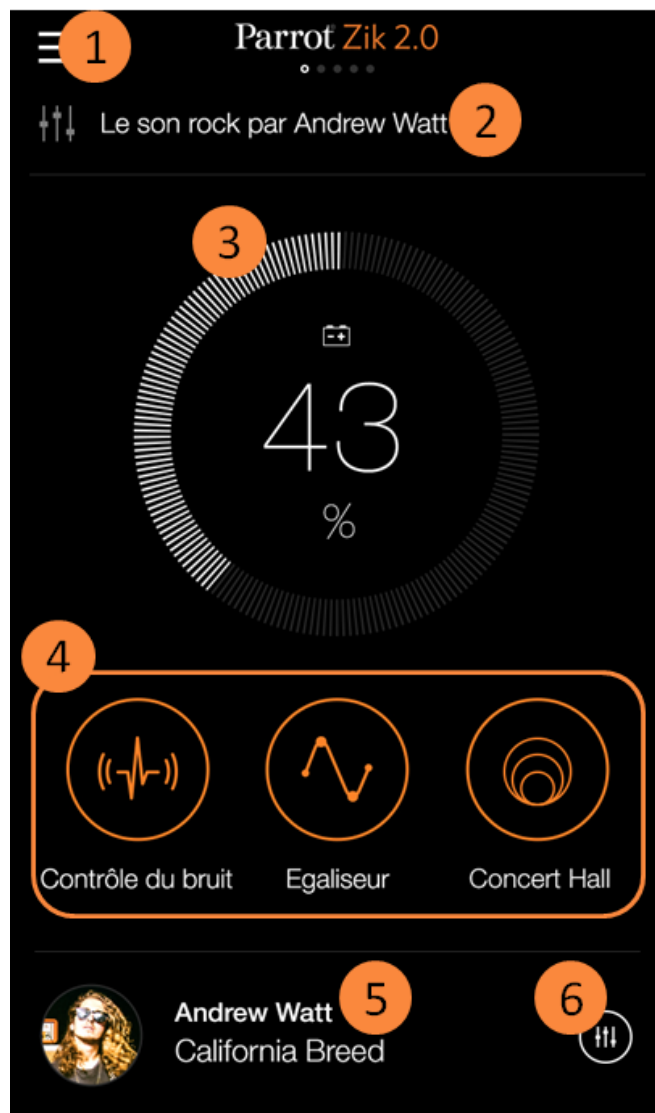 1
Parrot Zik 2.0
Le son rock par Andrew Watt
2
3
43
%
4
Contrôle du bruit
Egaliseur
Concert Hall
Andrew Watt
5
California Breed
6